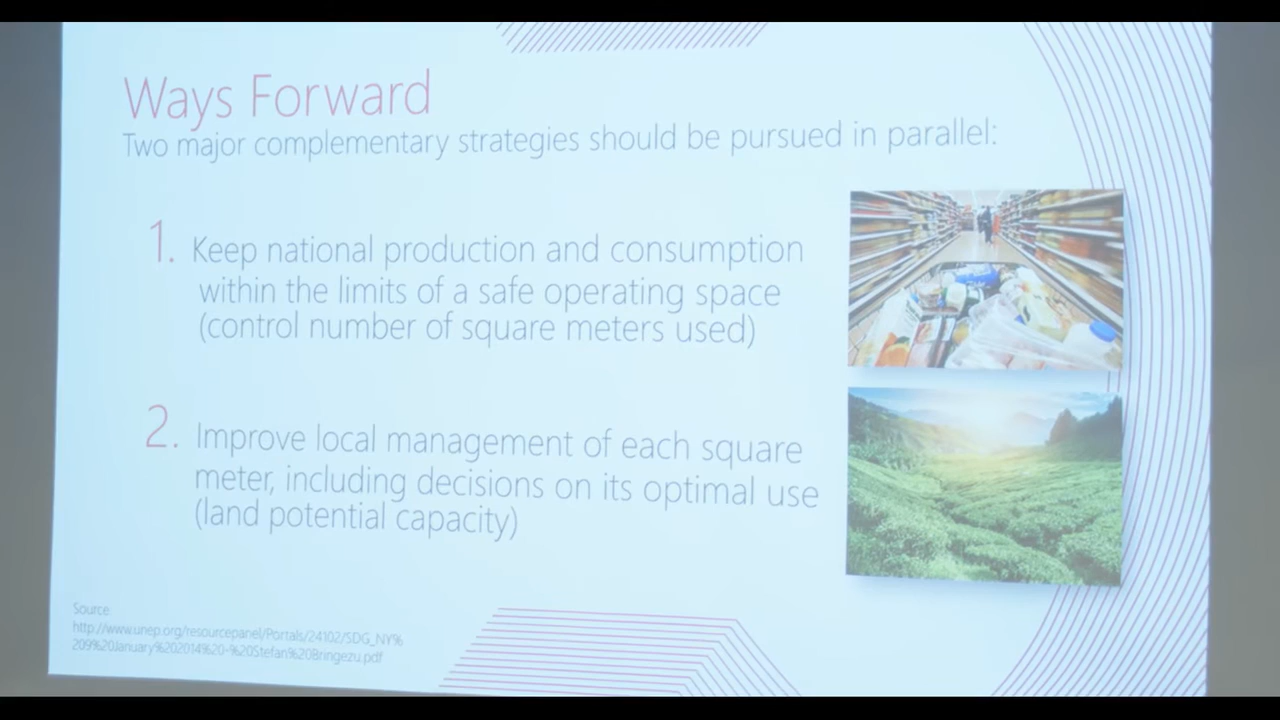 Ways Forward
Two major complementary strategies should be pursued in parallel:
1. Keep national production and consumption
within the limits of a safe operating space
(control number of square meters used)
2. Improve local management of each square
meter, including decisions on its optimal use
(land potential capacity)
Source
http://www.unep.org/resourcepanel/Portals/24102/SDG_NY%
209%20January%202014%20-%20Stefan%20Bringezu.pdf